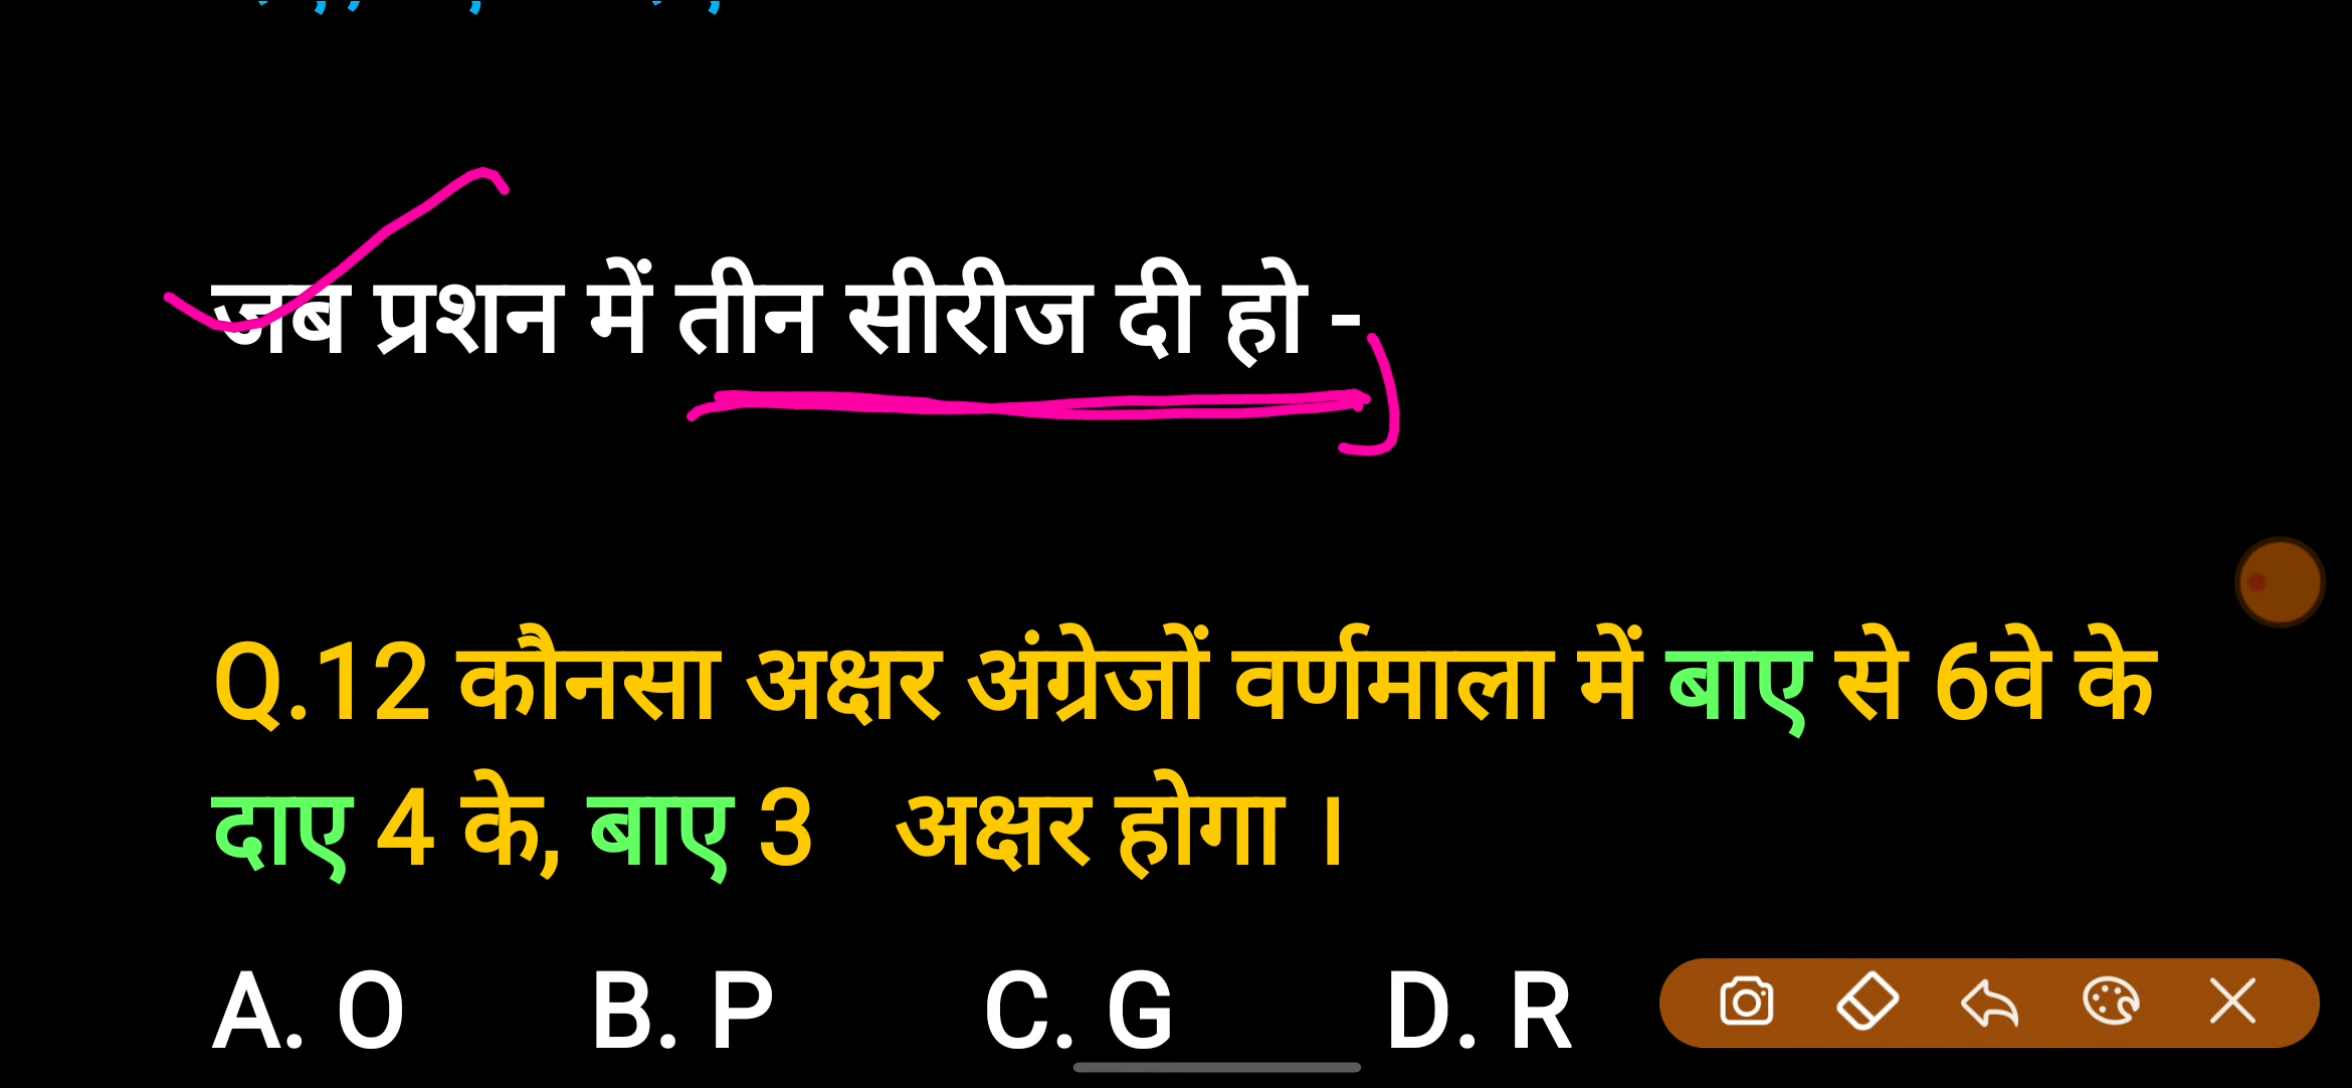 जब प्रशन में तीन सीरीज दी हो -
Q.12 कौनसा अक्षर अंग्रेजों वर्णमाला में बाए से 6वे के
दाए 4 के, बाए 3 अक्षर होगा ।
A. O B. P C. G D. R